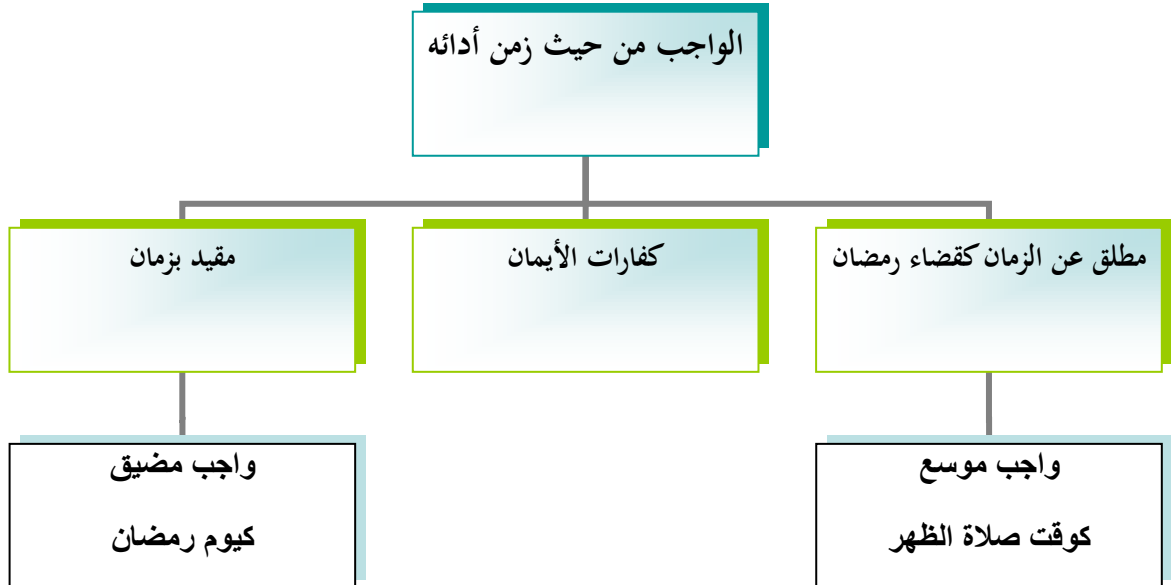 الواجب من حيث زمن أدائه
مطلق عن الزمان كقضاء رمضان
كفارات الأيمان
مقيد بزمان
واجب موسع
كوقت صلاة الظهر
واجب مضيق
كيوم رمضان